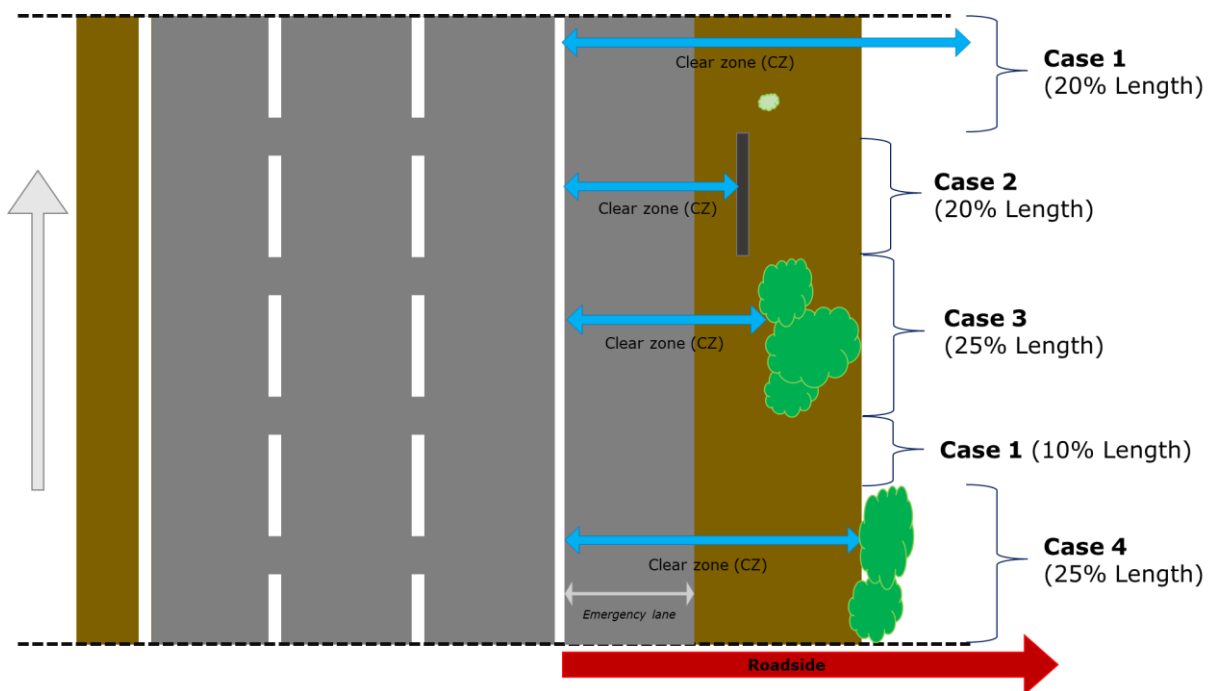 Clear zone (CZ)
Case 1
(20% Length)
Clear zone (CZ)
Case 2
(20% Length)
Clear zone (CZ)
Case 3
(25% Length)
Case 1 (10% Length)
Clear zone (CZ)
Case 4
(25% Length)
Emergency lane
Roadside